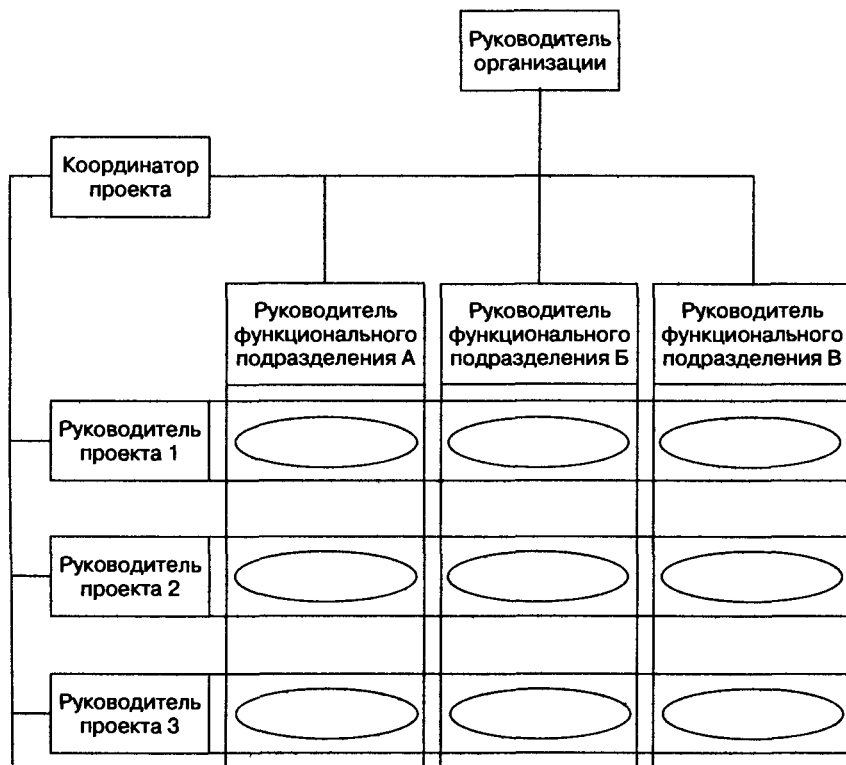 Руководитель
организации
Координатор
проекта
Руководитель
функционального
подразделения А
Руководитель
функционального
подразделения Б
Руководитель
функционального
подразделения В
Руководитель
проекта 1
Руководитель
проекта 2
Руководитель
проекта 3